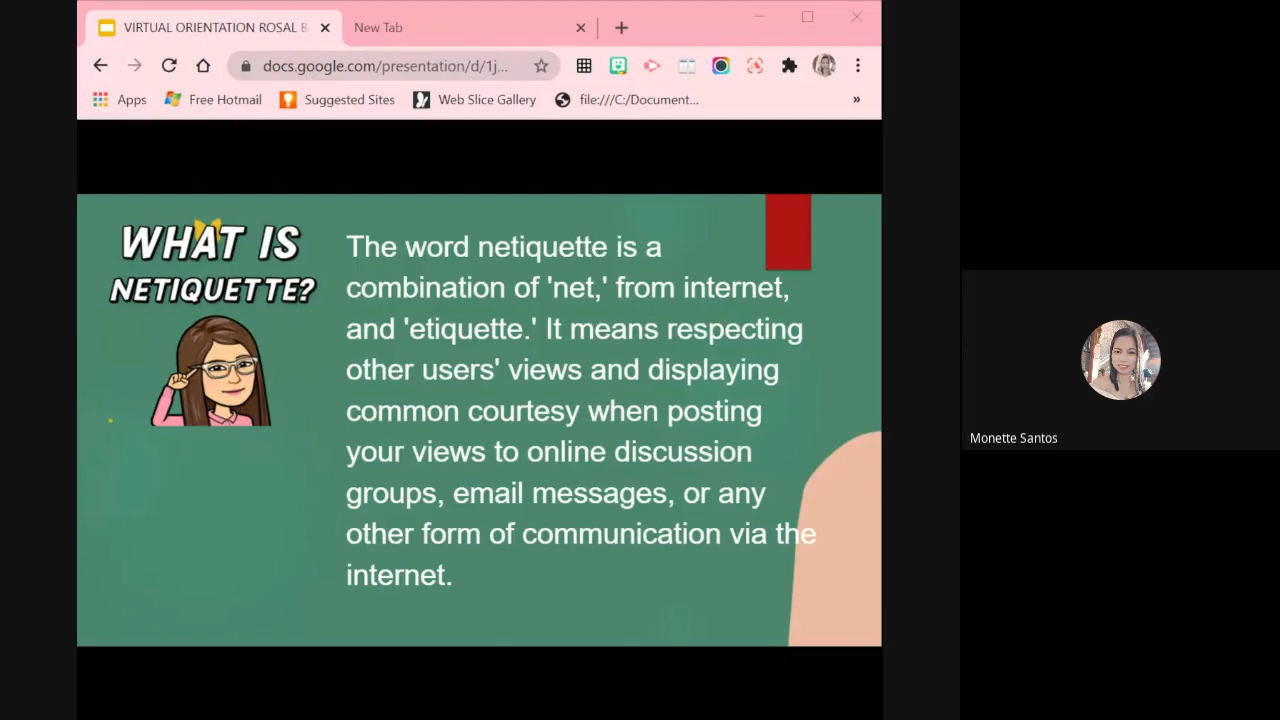 VIRTUAL ORIENTATION ROSAL B
New Tab
docs.google.com/presentation/d/1j...
Apps
Free Hotmail
Suggested Sites
Web Slice Gallery
file:///C:/Document...
»
WHAT IS
NETIQUETTE?
The word netiquette is a
combination of 'net,' from internet,
and 'etiquette.' It means respecting
other users' views and displaying
common courtesy when posting
your views to online discussion
groups, email messages, or any
other form of communication via the
internet.
Monette Santos